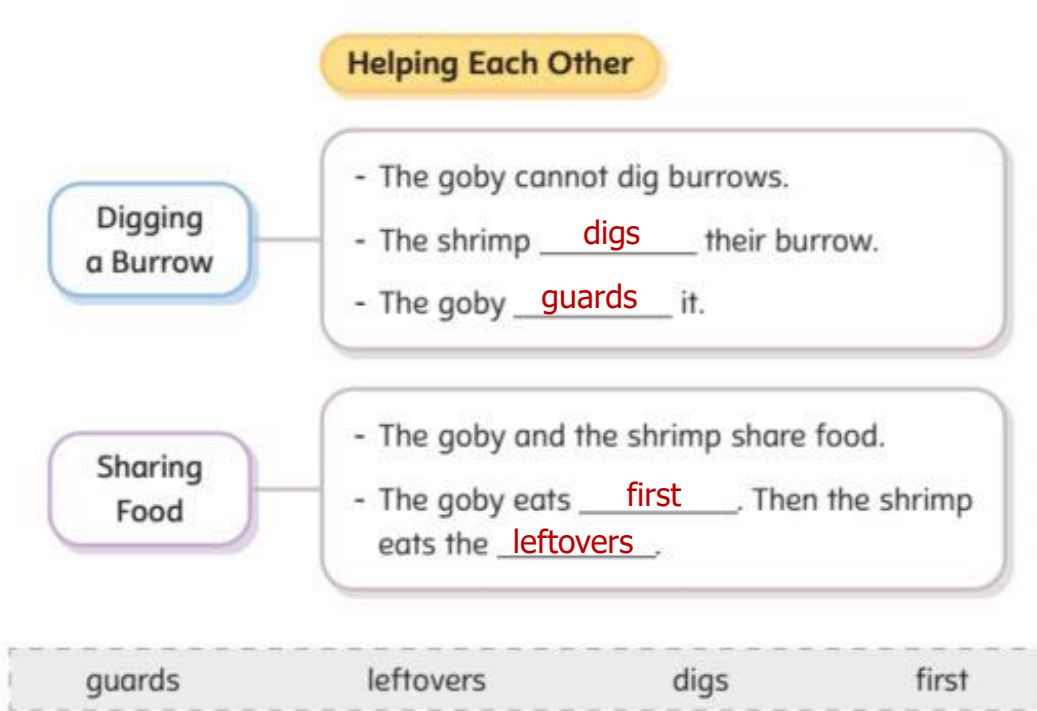 Helping Each Other
Digging
a Burrow
- The goby cannot dig burrows.
- The shrimp digs their burrow.
- The goby guards it.
Sharing
Food
- The goby and the shrimp share food.
- The goby eats first. Then the shrimp
eats the leftovers.
guards leftovers digs first